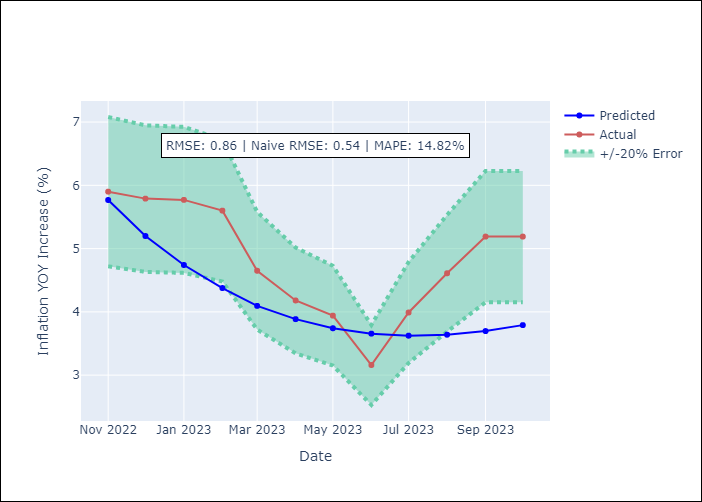 Predicted
Actual
+/-20% Error
RMSE: 0.86 | Naive RMSE: 0.54 | MAPE: 14.82%
7
6
5
4
3
Inflation YOY Increase (%)
Nov 2022 Jan 2023 Mar 2023 May 2023 Jul 2023 Sep 2023
Date